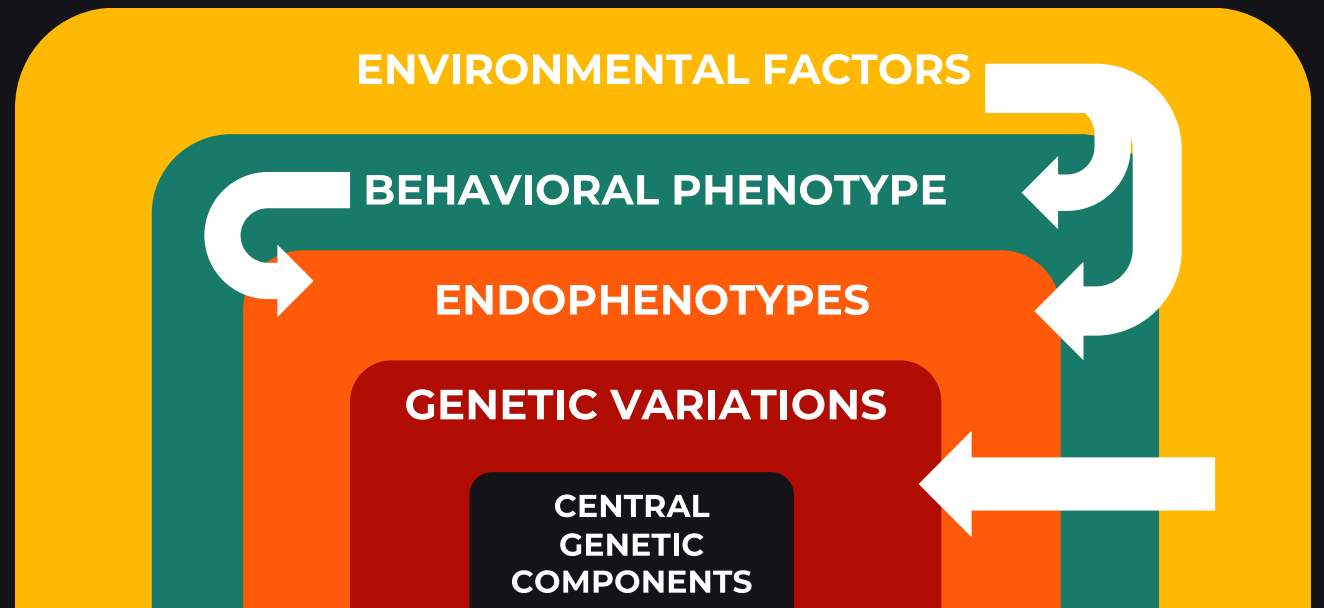 ENVIRONMENTAL FACTORS
BEHAVIORAL PHENOTYPE
ENDOPHENOTYPES
GENETIC VARIATIONS
CENTRAL
GENETIC
COMPONENTS